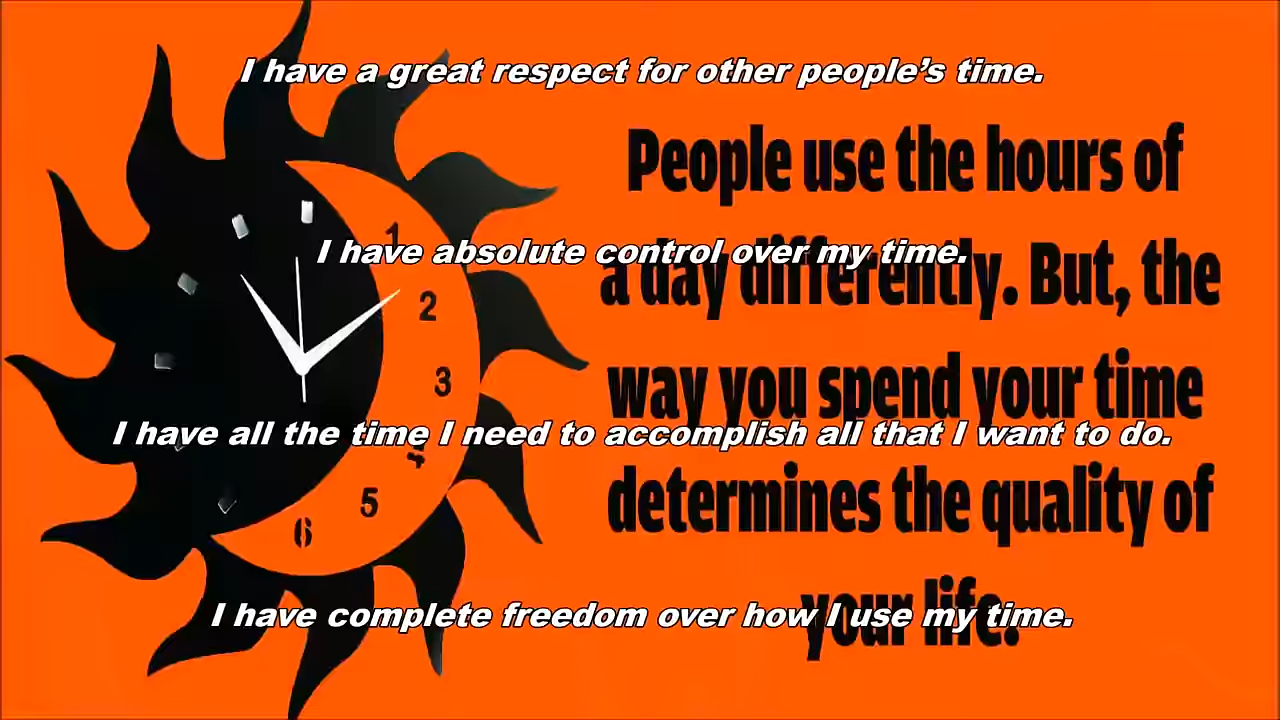 I have a great respect for other people's time.
People use the hours of
I have absolute control over my time.
a day differently. But, the
way you spend your time
I have all the time I need to accomplish all that I want to do.
determines the quality of
I have complete freedom over how I use my time.
your life.
1
2
3
4
5
6